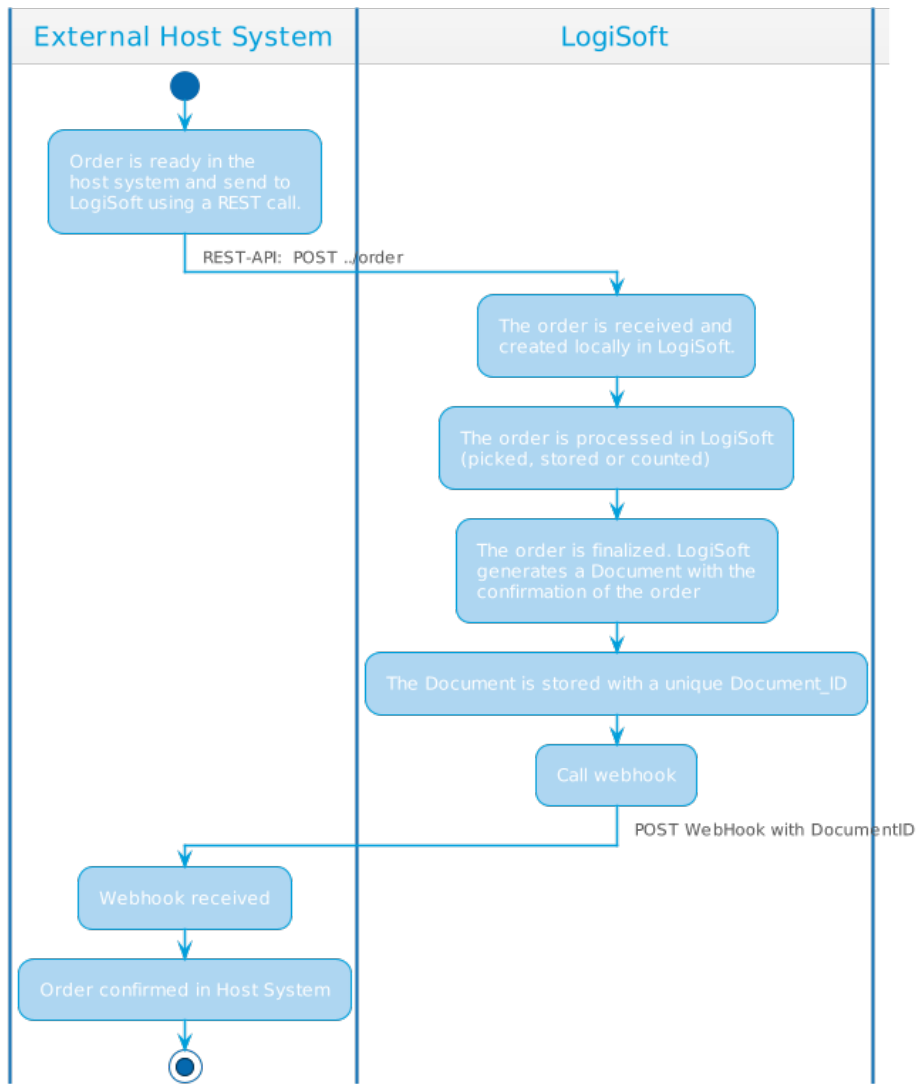 External Host System
LogiSoft
Order is ready in the
host system and send to
LogiSoft using a REST call.
REST-API:  POST ../order
The order is received and
created locally in LogiSoft.
The order is processed in LogiSoft
(picked, stored or counted)
The order is finalized. LogiSoft
generates a Document with the
confirmation of the order
The Document is stored with a unique Document_ID
Call webhook
POST WebHook with DocumentID
Webhook received
Order confirmed in Host System